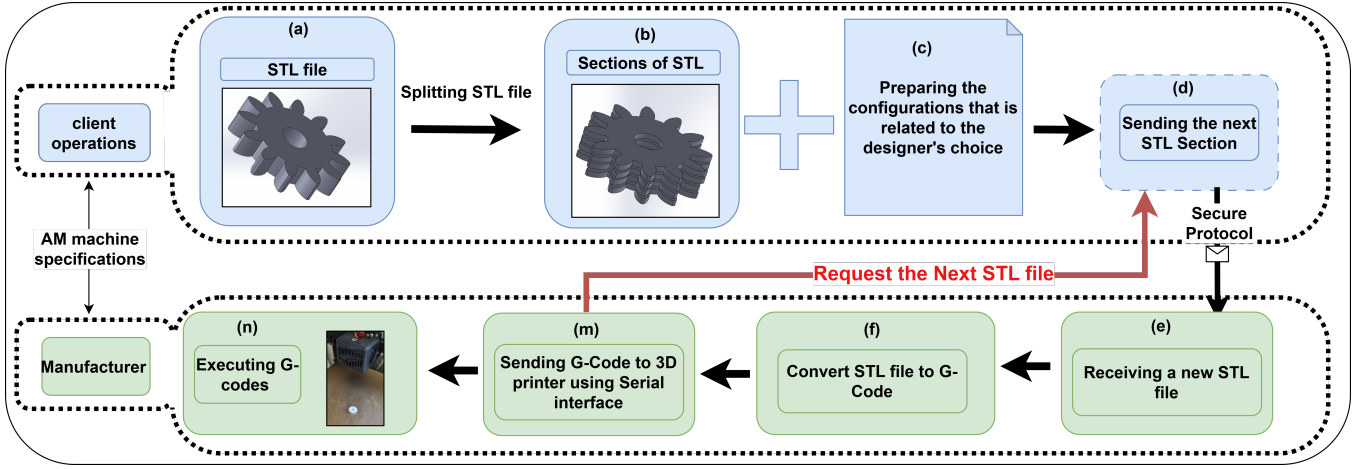 (a)
STL file
Splitting STL file
(b)
Sections of STL
(c)
Preparing the
configurations that is
related to the
designer's choice
(d)
Sending the next
STL Section
client
operations
AM machine
specifications
Secure
Protocol
Request the Next STL file
Manufacturer
(n)
Executing G-
codes
(m)
Sending G-Code to 3D
printer using Serial
interface
(f)
Convert STL file to G-
Code
(e)
Receiving a new STL
file